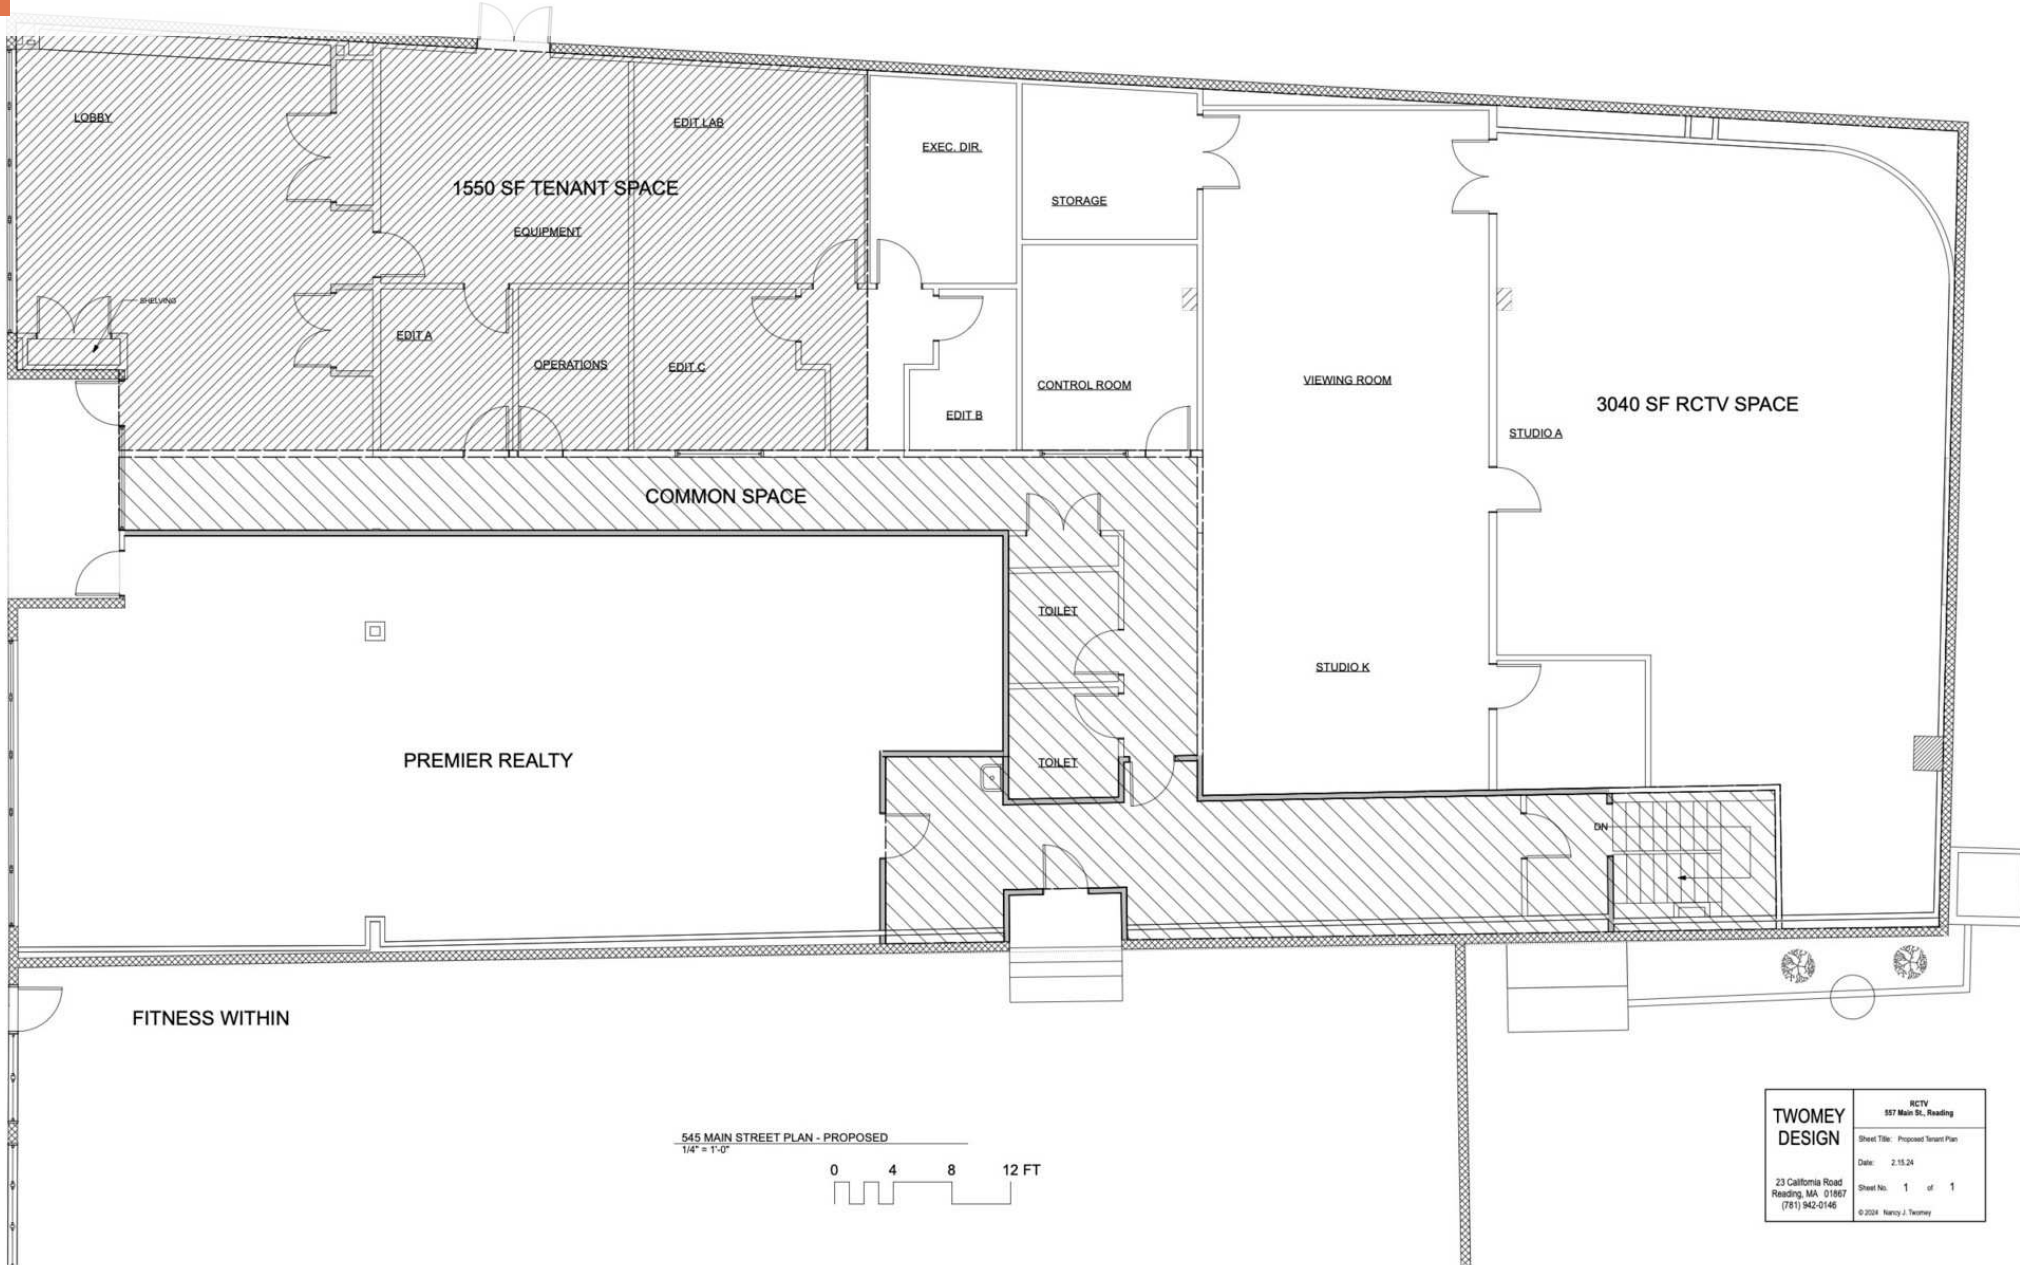 LOBBY
EDIT LAB
EXEC. DIR.
1550 SF TENANT SPACE
STORAGE
EQUIPMENT
SHELVING
EDIT A
OPERATIONS
EDIT C
CONTROL ROOM
VIEWING ROOM
3040 SF RCTV SPACE
EDIT B
STUDIO A
COMMON SPACE
TOILET
STUDIO K
PREMIER REALTY
TOILET
DN
FITNESS WITHIN
545 MAIN STREET PLAN - PROPOSED
1/4" = 1'-0"
0 4 8 12 FT
TWOMEY
DESIGN
23 California Road
Reading, MA 01867
(781) 942-0146
RCTV
557 Main St., Reading
Sheet Title: Proposed Tenant Plan
Date: 2.15.24
Sheet No. 1 of 1
© 2024 Nancy J. Twomey